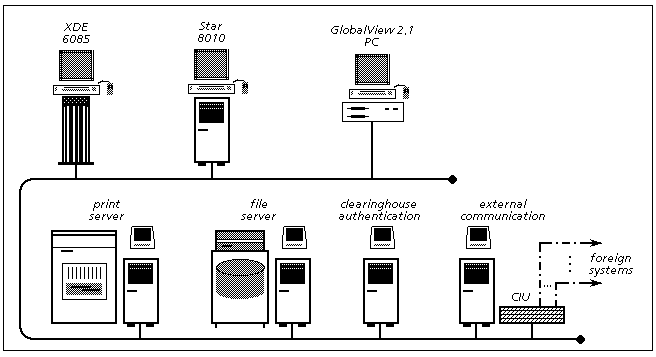 XDE
6085
Star
8010
GlobalView 2.1
PC
print
server
file
server
clearinghouse
authentication
external
communication
foreign
systems
CIU